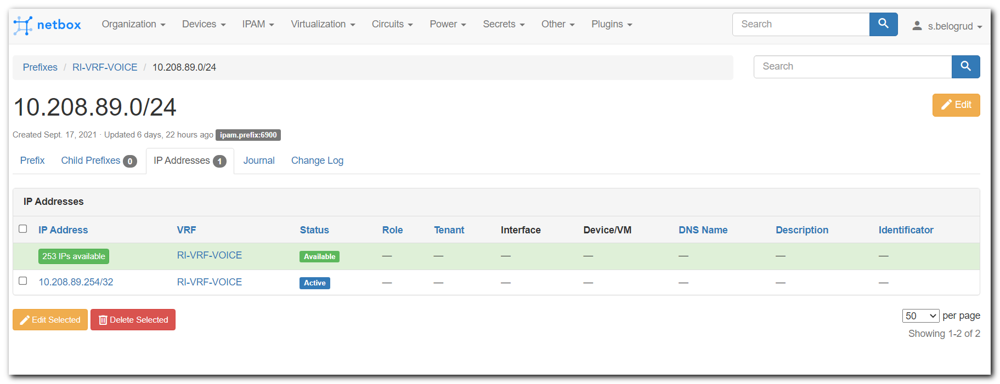 netbox Organization Devices IPAM Virtualization Circuits Power Secrets Other Plugins Search s.belogrud
Prefixes / RI-VRF-VOICE / 10.208.89.0/24 Search
10.208.89.0/24 Edit
Created Sept. 17, 2021 · Updated 6 days, 22 hours ago ipam.prefix:6900
Prefix Child Prefixes 0 IP Addresses 1 Journal Change Log
IP Addresses
IP Address VRF Status Role Tenant Interface Device/VM DNS Name Description Identificator
253 IPs available RI-VRF-VOICE Available — — — — — — —
10.208.89.254/32 RI-VRF-VOICE Active — — — — — — —
Edit Selected Delete Selected 50 per page
Showing 1-2 of 2